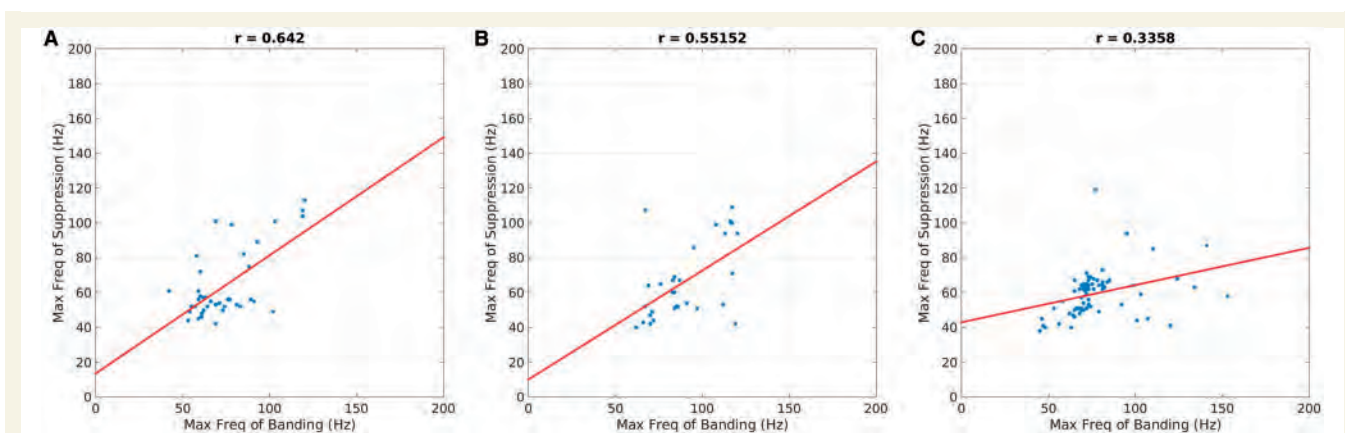 A
r = 0.642
200
180
160
140
120
100
80
60
40
20
0
Max Freq of Suppression (Hz)
0 50 100 150 200
Max Freq of Banding (Hz)
B
r = 0.55152
200
180
160
140
120
100
80
60
40
20
0
Max Freq of Suppression (Hz)
0 50 100 150 200
Max Freq of Banding (Hz)
C
r = 0.3358
200
180
160
140
120
100
80
60
40
20
0
Max Freq of Suppression (Hz)
0 50 100 150 200
Max Freq of Banding (Hz)